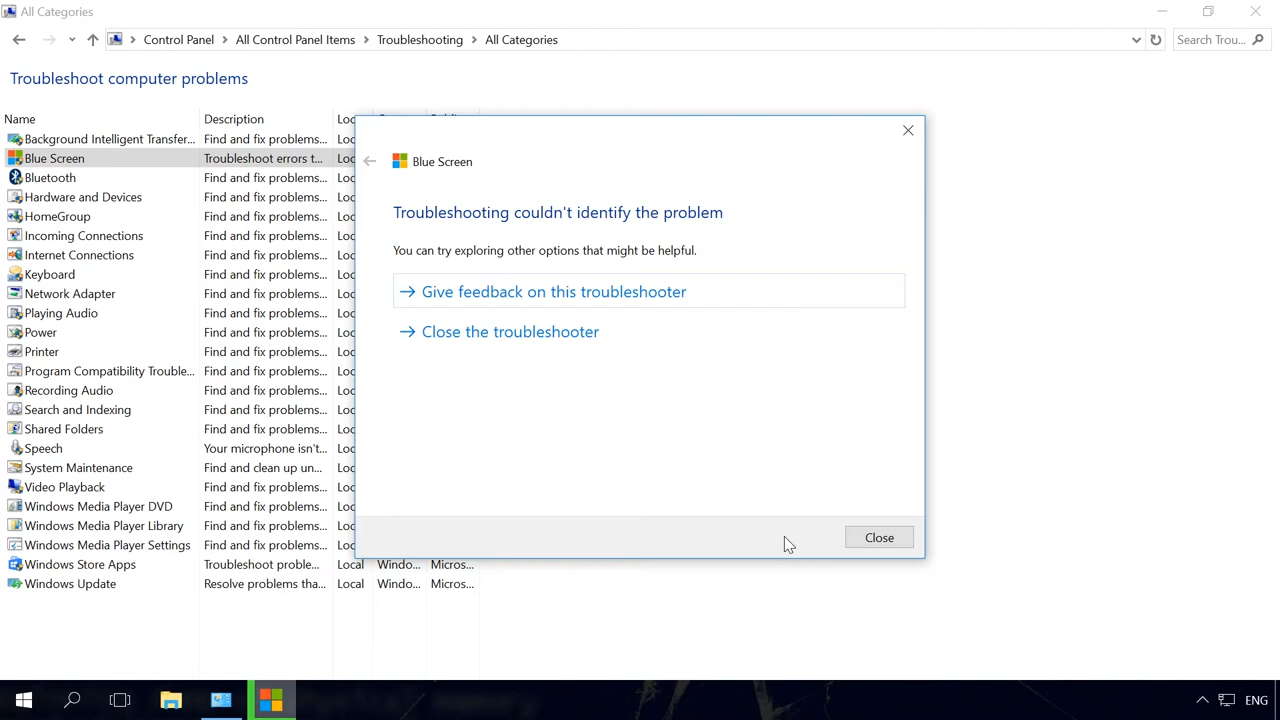 All Categories
Control Panel > All Control Panel Items > Troubleshooting > All Categories
Search Trou...
Troubleshoot computer problems
Name Description
Background Intelligent Transfer... Find and fix problems...
Blue Screen Troubleshoot errors t... Loc
Bluetooth Find and fix problems... Loc
Hardware and Devices Find and fix problems... Loc
HomeGroup Find and fix problems... Loc
Incoming Connections Find and fix problems... Loc
Internet Connections Find and fix problems... Loc
Keyboard Find and fix problems... Loc
Network Adapter Find and fix problems... Loc
Playing Audio Find and fix problems... Loc
Power Find and fix problems... Loc
Printer Find and fix problems... Loc
Program Compatibility Trouble... Find and fix problems... Loc
Recording Audio Find and fix problems... Loc
Search and Indexing Find and fix problems... Loc
Shared Folders Find and fix problems... Loc
Speech Your microphone isn't... Loc
System Maintenance Find and clean up un... Loc
Video Playback Find and fix problems... Loc
Windows Media Player DVD Find and fix problems... Loc
Windows Media Player Library Find and fix problems... Loc
Windows Media Player Settings Find and fix problems... Loc
Windows Store Apps Troubleshoot proble... Local Windo... Micros...
Windows Update Resolve problems tha... Local Windo... Micros...
Blue Screen
Troubleshooting couldn't identify the problem
You can try exploring other options that might be helpful.
Give feedback on this troubleshooter
Close the troubleshooter
Close
ENG